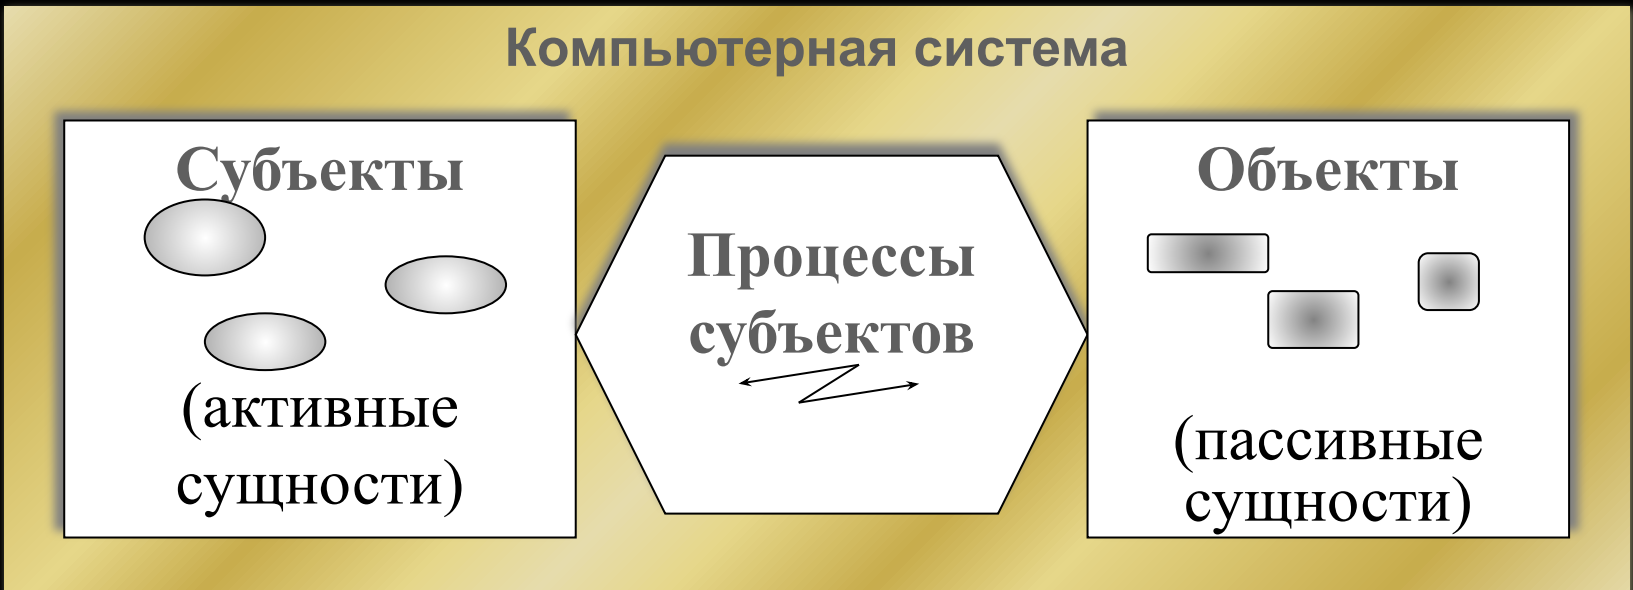 Компьютерная система
Субъекты
(активные
сущности)
Процессы
субъектов
Объекты
(пассивные
сущности)